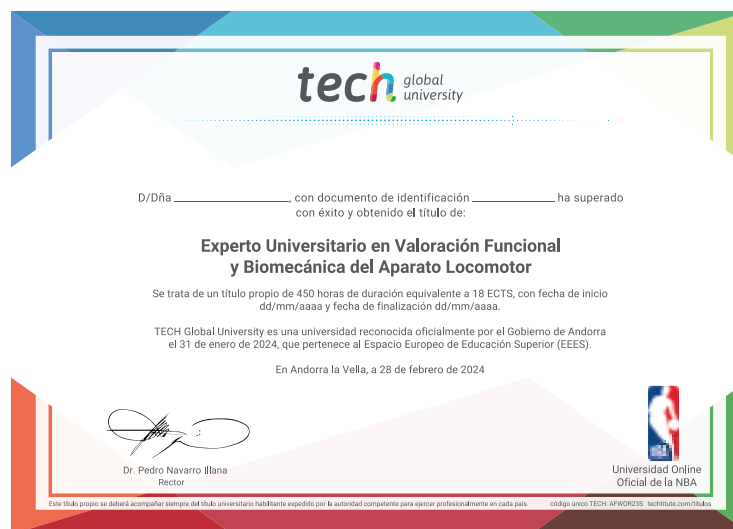 tech global university
D/Dña ____________, con documento de identificación ____________ ha superado
con éxito y obtenido el título de:
Experto Universitario en Valoración Funcional
y Biomecánica del Aparato Locomotor
Se trata de un título propio de 450 horas de duración equivalente a 18 ECTS, con fecha de inicio
dd/mm/aaaa y fecha de finalización dd/mm/aaaa.
TECH Global University es una universidad reconocida oficialmente por el Gobierno de Andorra
el 31 de enero de 2024, que pertenece al Espacio Europeo de Educación Superior (EEES).
En Andorra la Vella, a 28 de febrero de 2024
Dr. Pedro Navarro Illana
Rector
NBA
Universidad Online
Oficial de la NBA
Este título propio se deberá acompañar siempre del título universitario habilitante expedido por la autoridad competente para ejercer profesionalmente en cada país. código único TECH: AFWOR23S techtitute.com/titulos